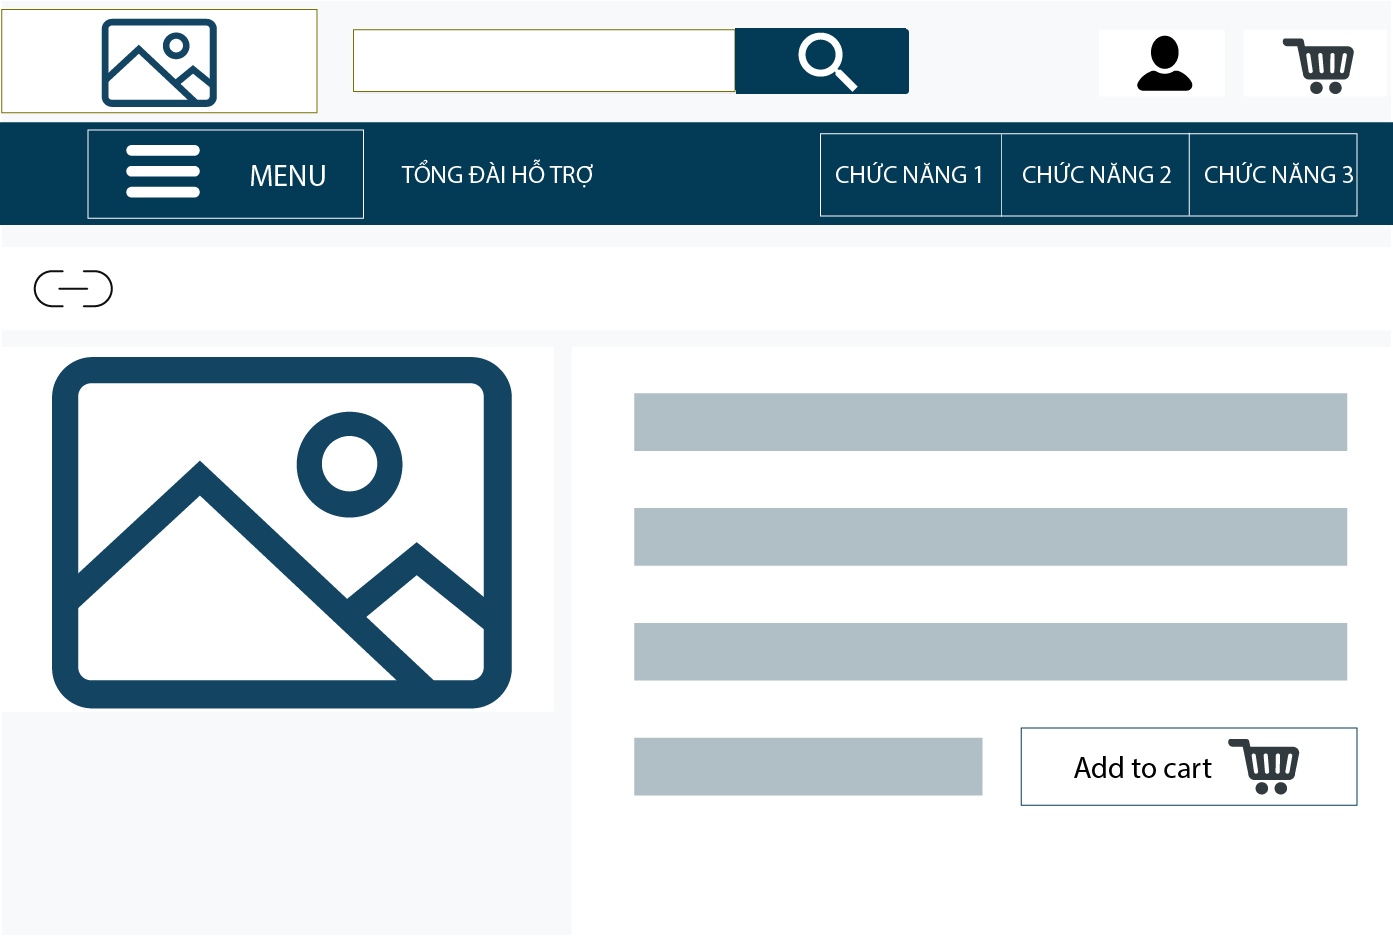 MENU
TỔNG ĐÀI HỖ TRỢ
CHỨC NĂNG 1
CHỨC NĂNG 2
CHỨC NĂNG 3
Add to cart